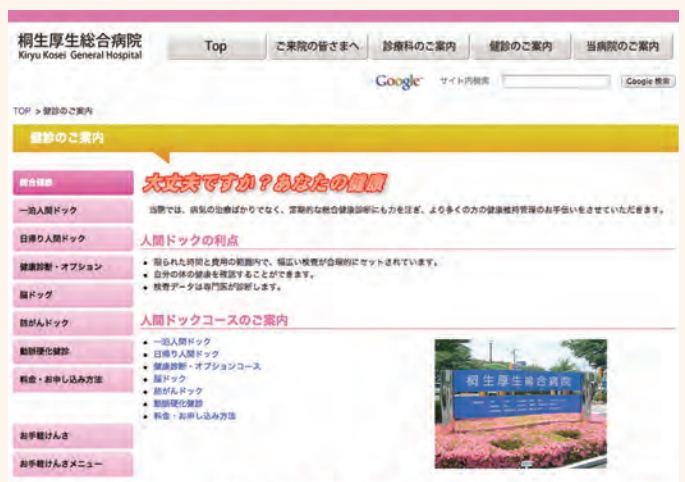 桐生厚生総合病院
Kiryu Kosei General Hospital
Top
ご来院の皆さまへ
診療科のご案内
健診のご案内
当病院のご案内
Google サイト内検索
Google 検索
TOP > 健診のご案内
健診のご案内
総合健診
大丈夫ですか？あなたの健康
一泊人間ドック
当院では、病気の治療ばかりでなく、定期的な総合健康診断にも力を注ぎ、より多くの方の健康維持管理のお手伝いをさせていただきます。
日帰り人間ドック
人間ドックの利点
健康診断・オプション
• 限られた時間と費用の範囲内で、幅広い検査が合理的にセットされています。
• 自分の体の健康を確認することができます。
• 検査データは専門医が診断します。
脳ドック
防がんドック
人間ドックコースのご案内
動脈硬化健診
• 一泊人間ドック
• 日帰り人間ドック
• 健康診断・オプションコース
• 脳ドック
• 防がんドック
• 動脈硬化健診
• 料金・お申し込み方法
料金・お申し込み方法
桐生厚生総合病院
お手軽けんさ
お手軽けんさメニュー